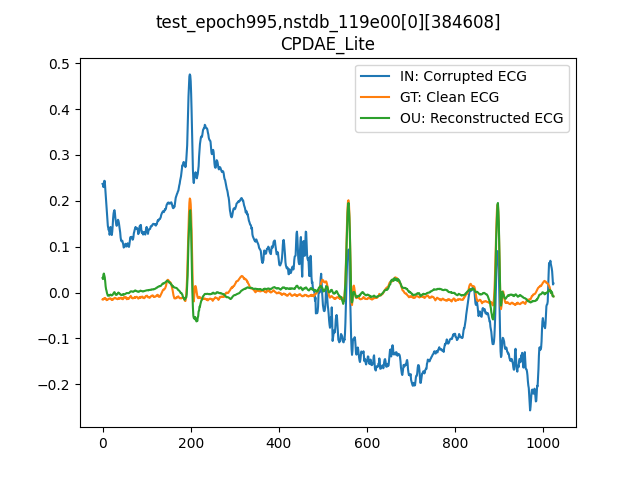 test_epoch995,nstdb_119e00[0][384608]
CPDAE_Lite
IN: Corrupted ECG
GT: Clean ECG
OU: Reconstructed ECG
0.5
0.4
0.3
0.2
0.1
0.0
−0.1
−0.2
0 200 400 600 800 1000